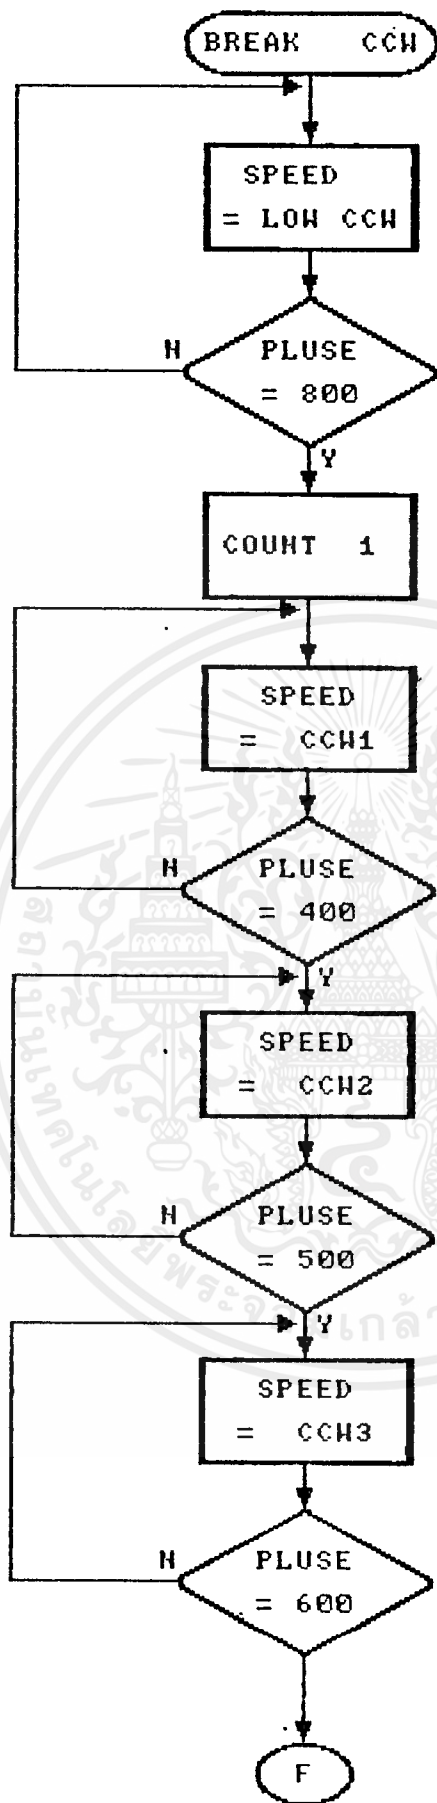 BREAK CCW
SPEED
= LOW CCW
N
PLUSE
= 800
Y
COUNT 1
SPEED
= CCW1
N
PLUSE
= 400
Y
SPEED
= CCW2
N
PLUSE
= 500
Y
SPEED
= CCW3
N
PLUSE
= 600
F